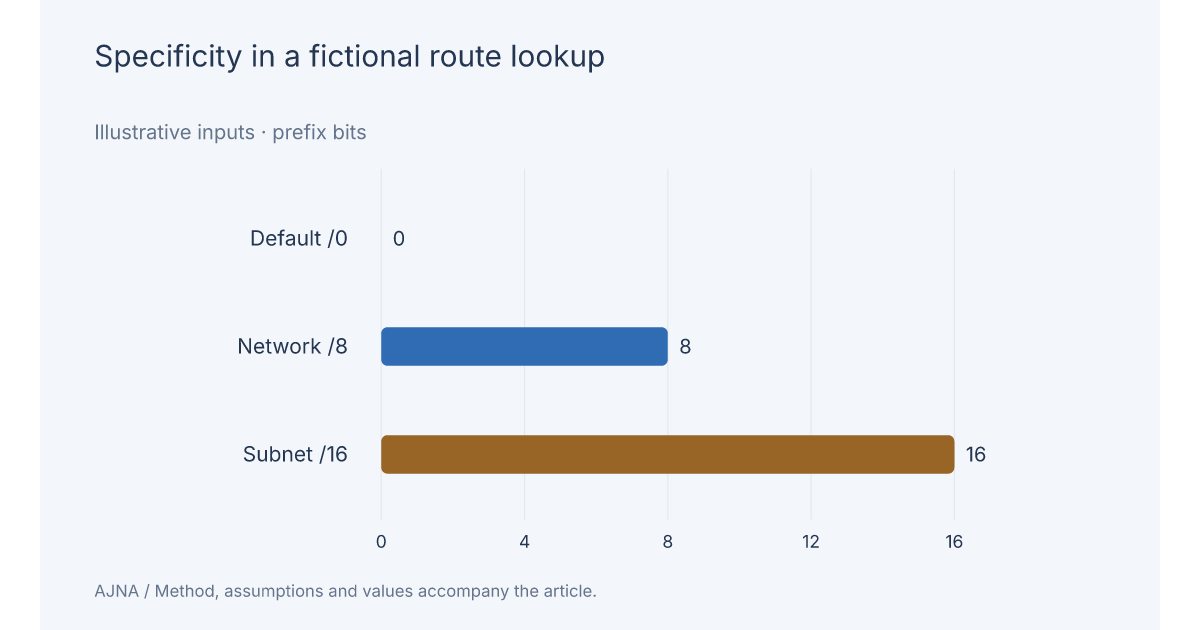 Specificity in a fictional route lookup
Illustrative inputs · prefix bits
Default /0
0
Network /8
8
Subnet /16
16
0 4 8 12 16
AJNA / Method, assumptions and values accompany the article.